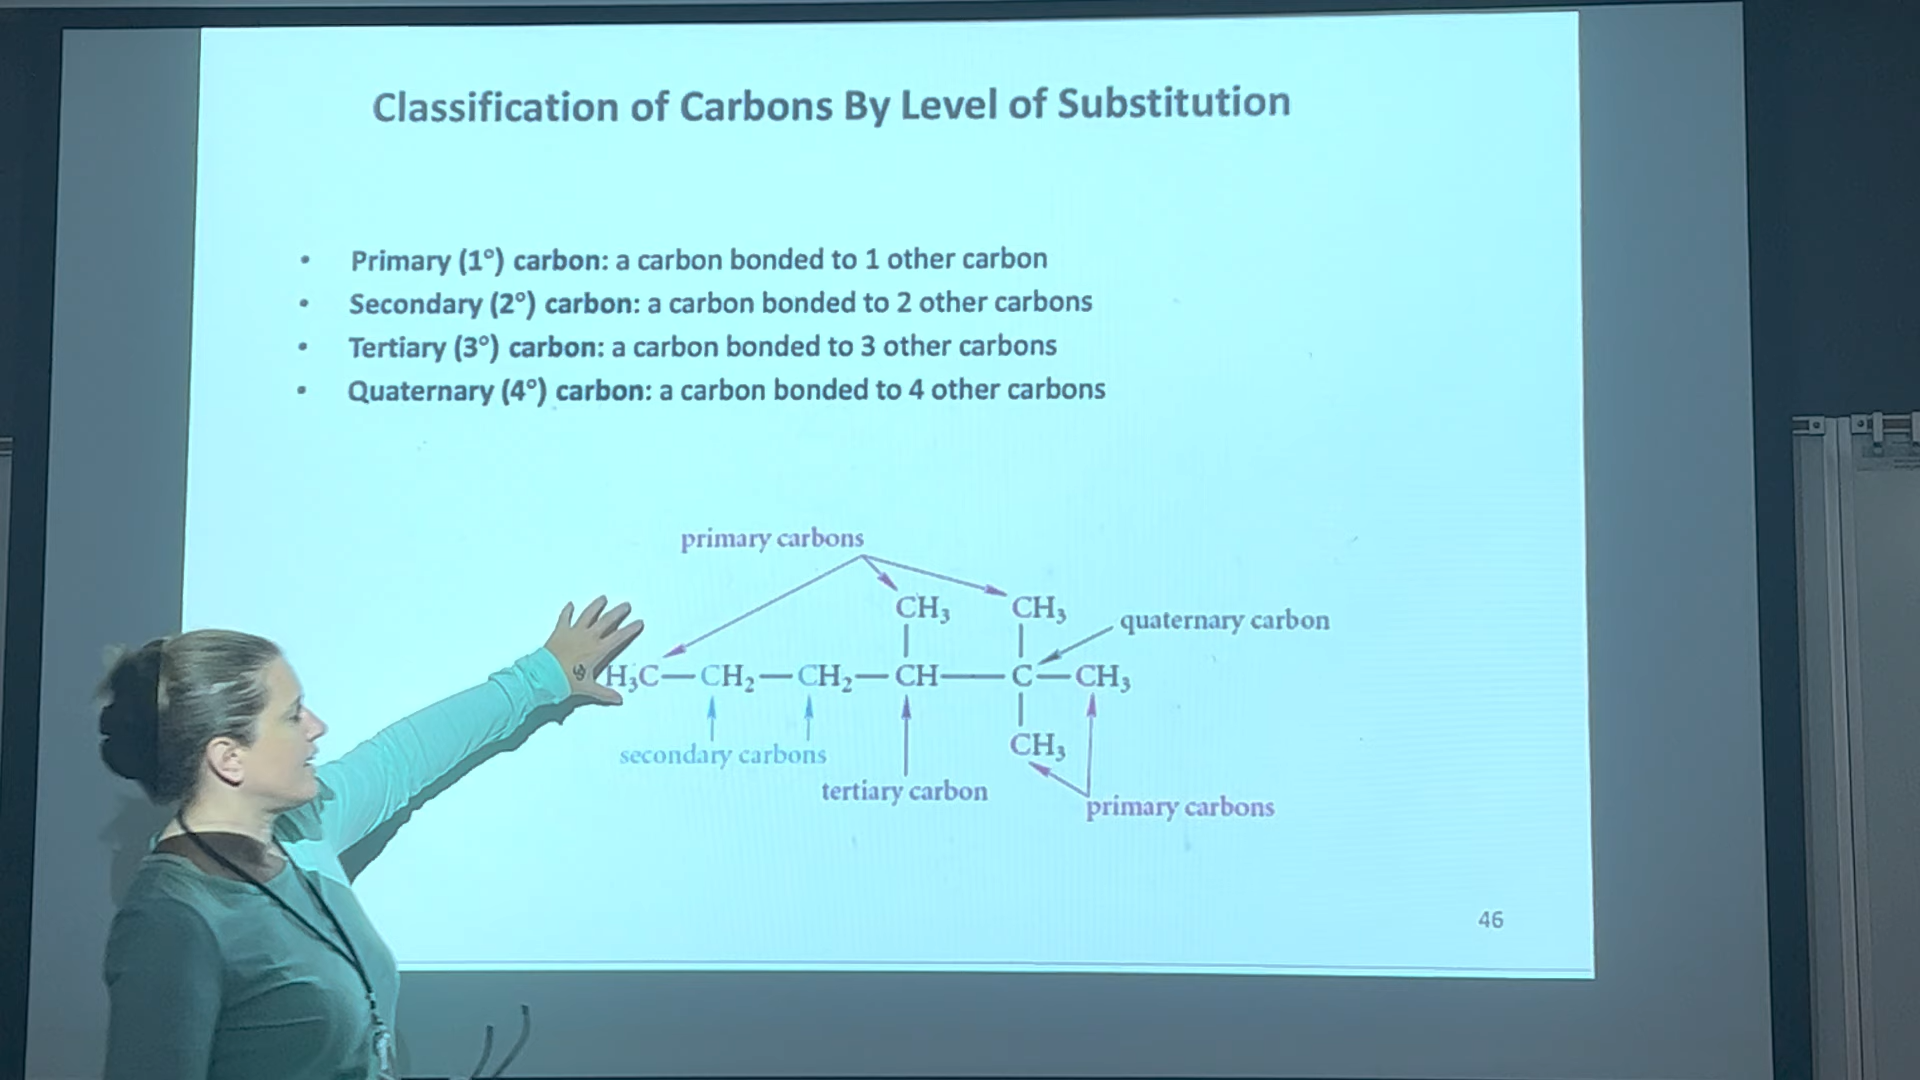 Classification of Carbons By Level of Substitution
• Primary (1°) carbon: a carbon bonded to 1 other carbon
• Secondary (2°) carbon: a carbon bonded to 2 other carbons
• Tertiary (3°) carbon: a carbon bonded to 3 other carbons
• Quaternary (4°) carbon: a carbon bonded to 4 other carbons
primary carbons
CH₃ CH₃
quaternary carbon
H₃C—CH₂—CH₂—CH—C—CH₃
CH₃
secondary carbons
tertiary carbon
primary carbons
46